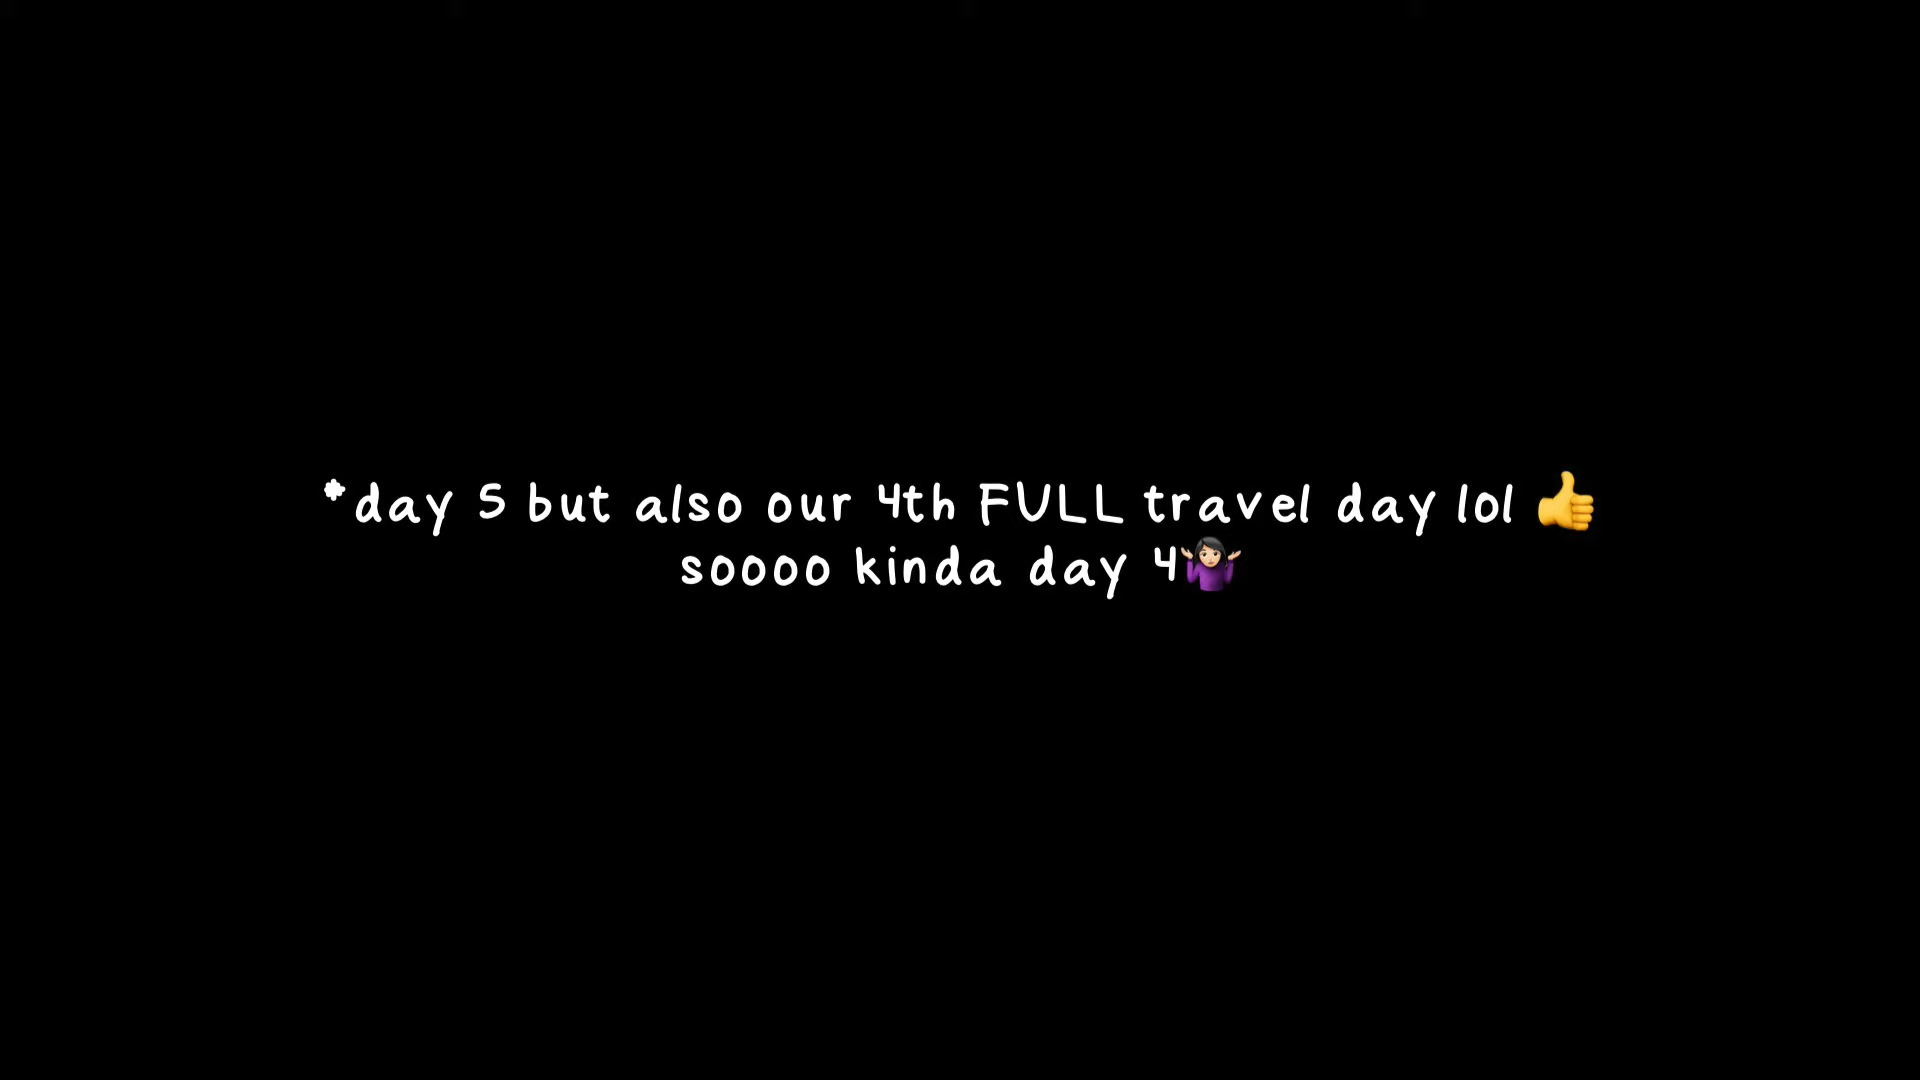 *day 5 but also our 4th FULL travel day lol 👍
soooo kinda day 4🤷🏻‍♀️